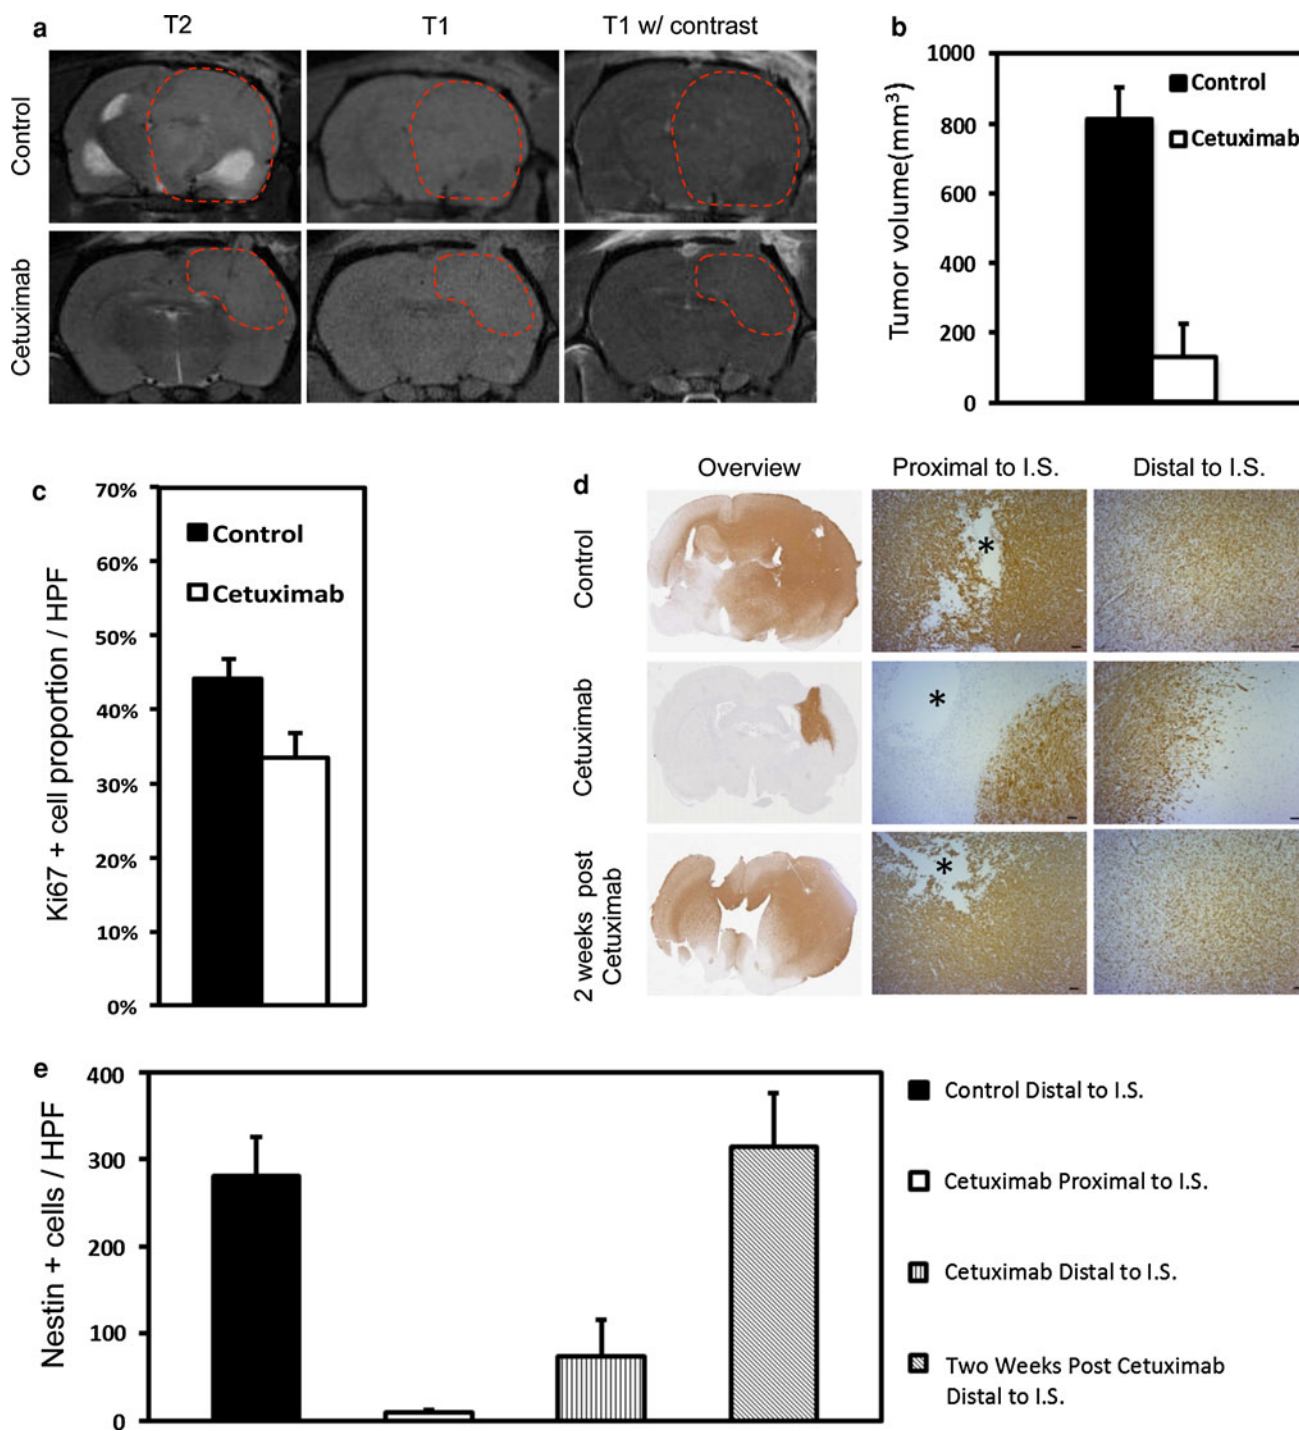 a
T2
T1
T1 w/ contrast
Control
Cetuximab
b
Tumor volume(mm³)
1000
800
600
400
200
0
Control
Cetuximab
c
Ki67 + cell proportion / HPF
70%
60%
50%
40%
30%
20%
10%
0%
Control
Cetuximab
d
Overview
Proximal to I.S.
Distal to I.S.
Control
Cetuximab
2 weeks post
Cetuximab
*
*
*
e
Nestin + cells / HPF
400
300
200
100
0
Control Distal to I.S.
Cetuximab Proximal to I.S.
Cetuximab Distal to I.S.
Two Weeks Post Cetuximab
Distal to I.S.